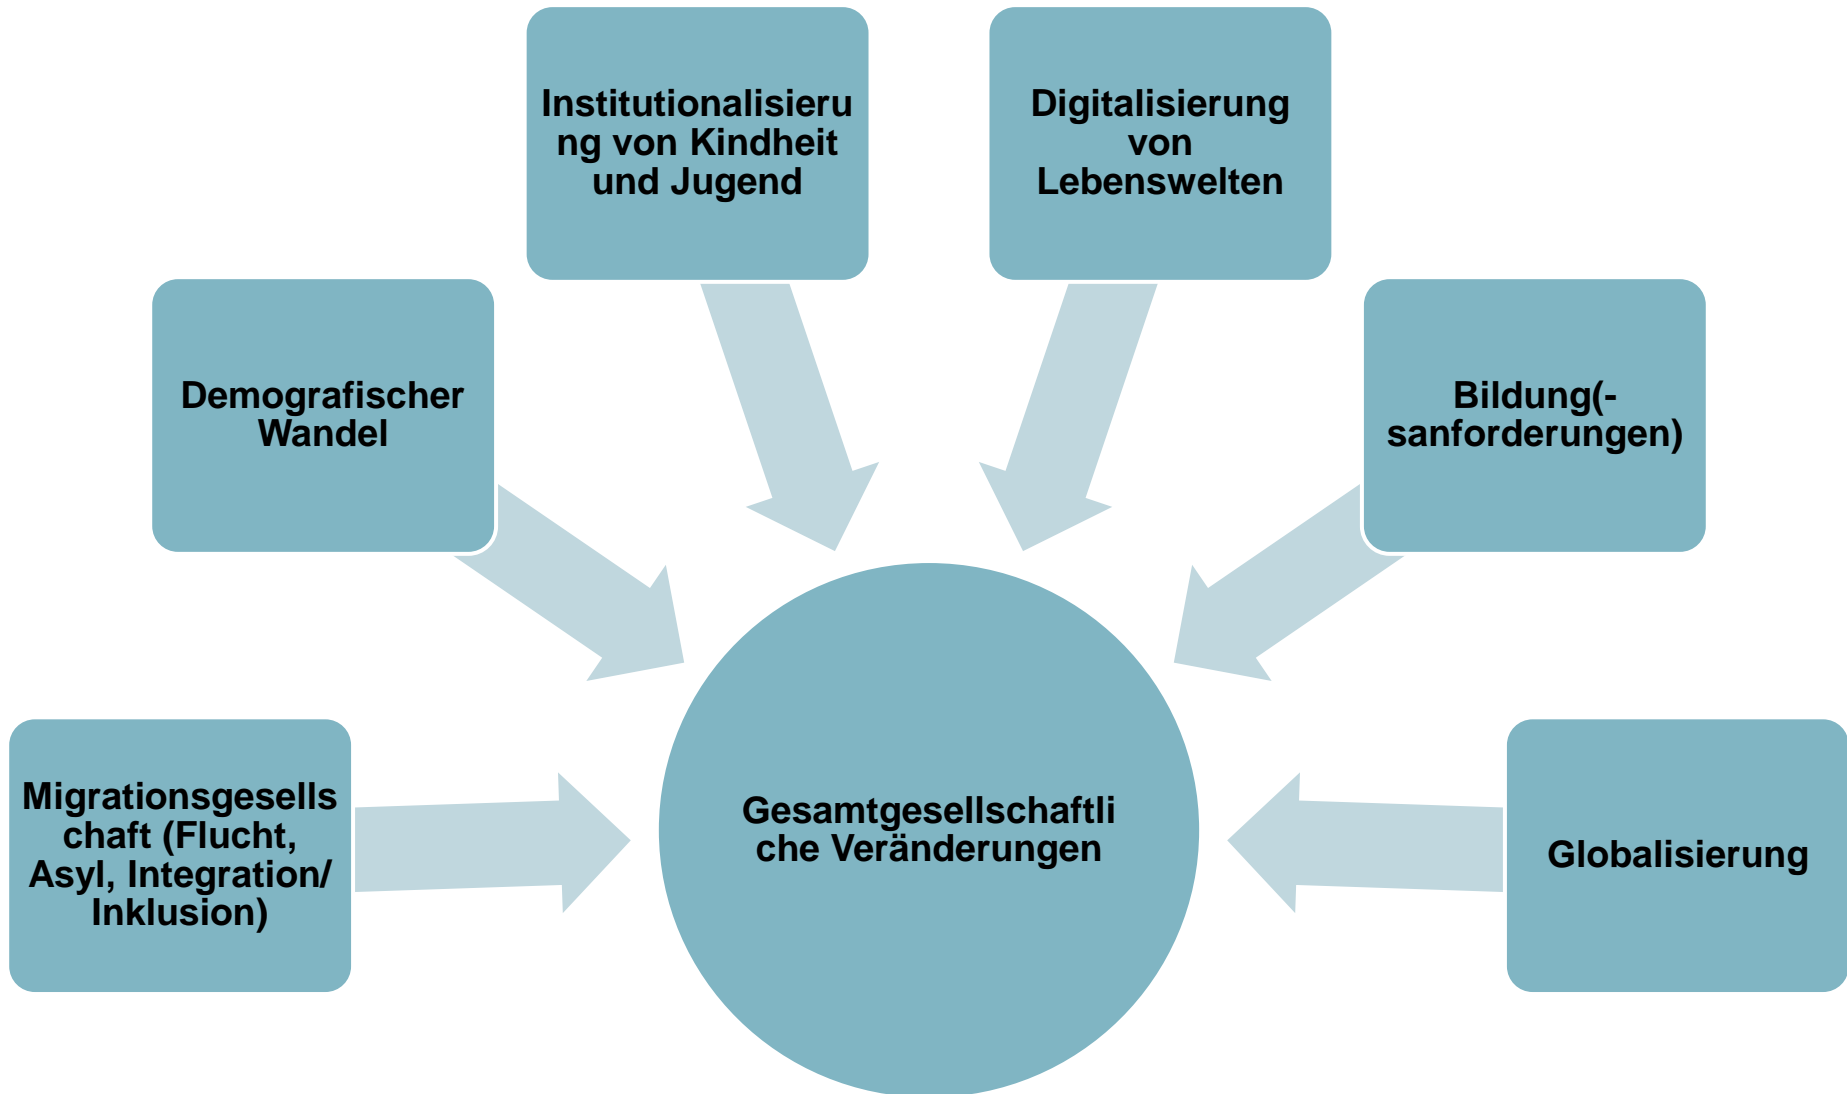 Institutionalisieru
ng von Kindheit
und Jugend
Digitalisierung
von
Lebenswelten
Demografischer
Wandel
Bildung(-
sanforderungen)
Migrationsgesells
chaft (Flucht,
Asyl, Integration/
Inklusion)
Gesamtgesellschaftli
che Veränderungen
Globalisierung